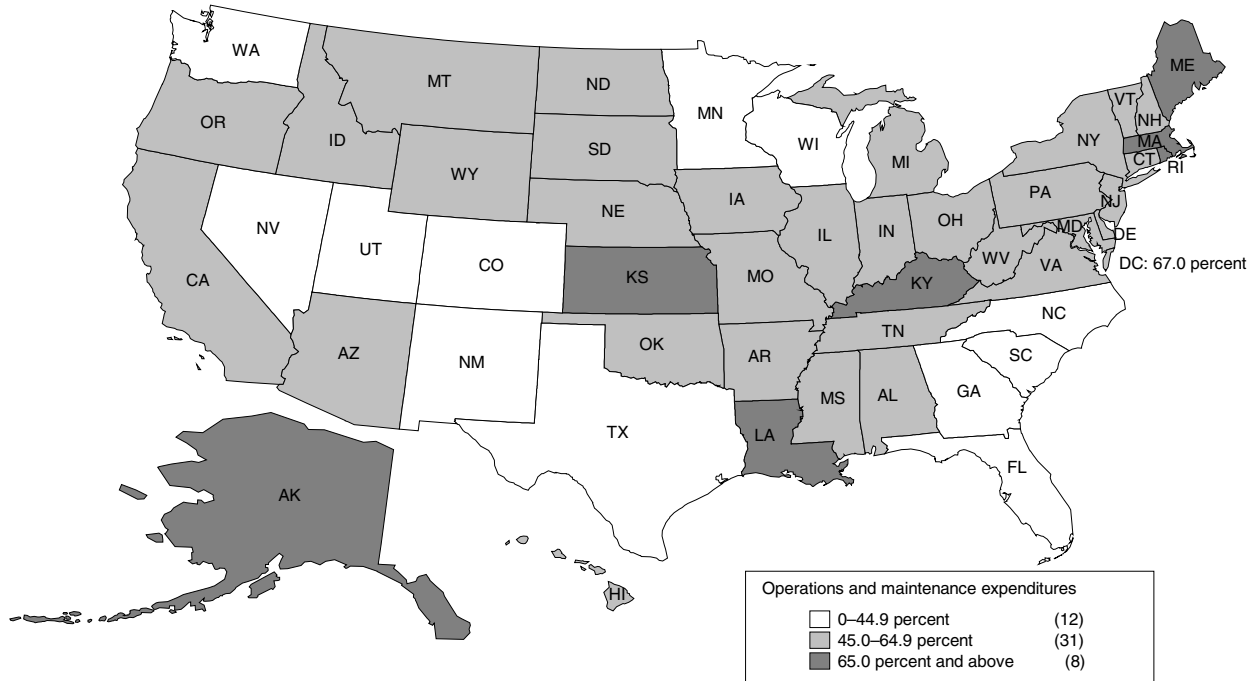 WA
ME
MT
ND
MN
VT
NH
OR
ID
SD
WI
NY
MA
CT
RI
WY
MI
IA
PA
NE
NJ
NV
OH
IL
IN
MD
DE
UT
CO
WV
VA
DC: 67.0 percent
CA
KS
MO
KY
NC
TN
AZ
OK
NM
AR
SC
MS
AL
GA
TX
LA
FL
AK
HI
Operations and maintenance expenditures
0–44.9 percent (12)
45.0–64.9 percent (31)
65.0 percent and above (8)